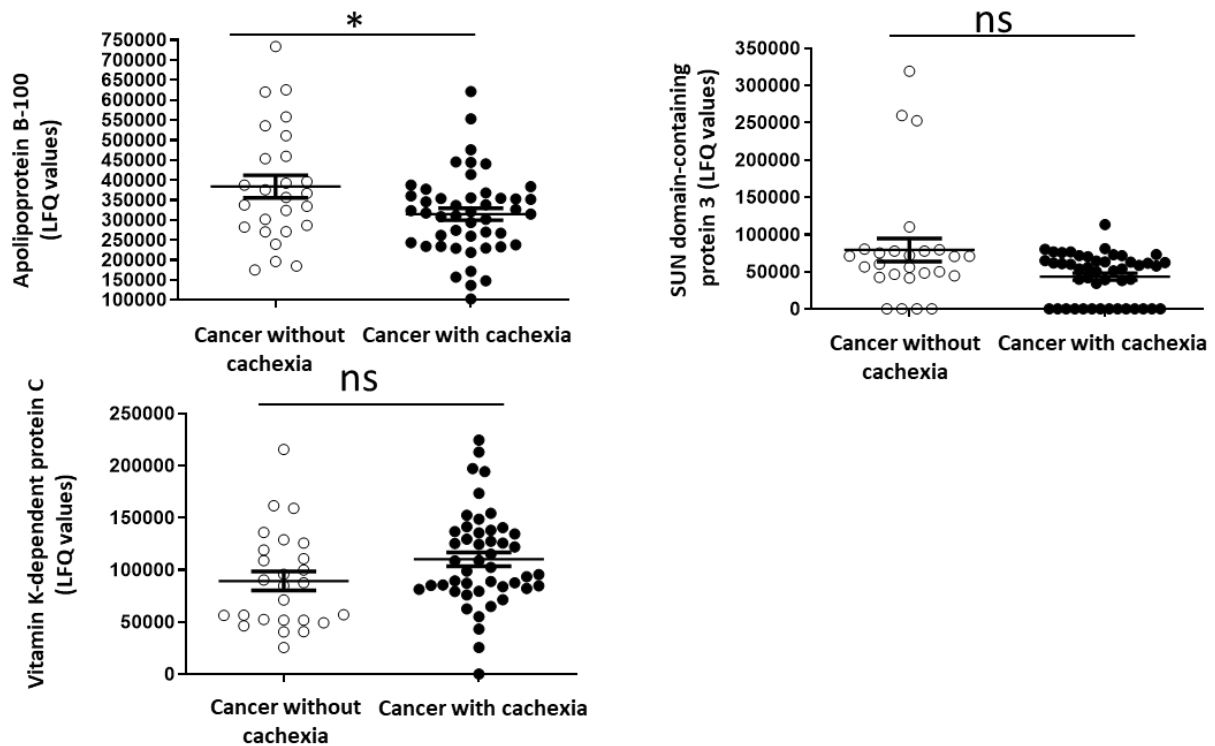 *
Apolipoprotein B-100
(LFQ values)
750000
700000
650000
600000
550000
500000
450000
400000
350000
300000
250000
200000
150000
100000
Cancer without
cachexia
Cancer with cachexia
ns
SUN domain-containing
protein 3 (LFQ values)
350000
300000
250000
200000
150000
100000
50000
0
Cancer without
cachexia
Cancer with cachexia
ns
Vitamin K-dependent protein C
(LFQ values)
250000
200000
150000
100000
50000
0
Cancer without
cachexia
Cancer with cachexia